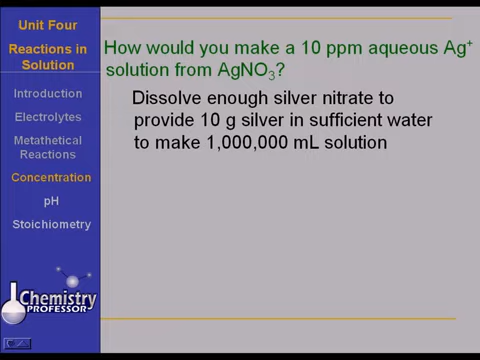 Unit Four
Reactions in
Solution
Introduction
Electrolytes
Metathetical
Reactions
Concentration
pH
Stoichiometry
Chemistry
PROFESSOR
How would you make a 10 ppm aqueous Ag⁺
solution from AgNO₃?
Dissolve enough silver nitrate to
provide 10 g silver in sufficient water
to make 1,000,000 mL solution